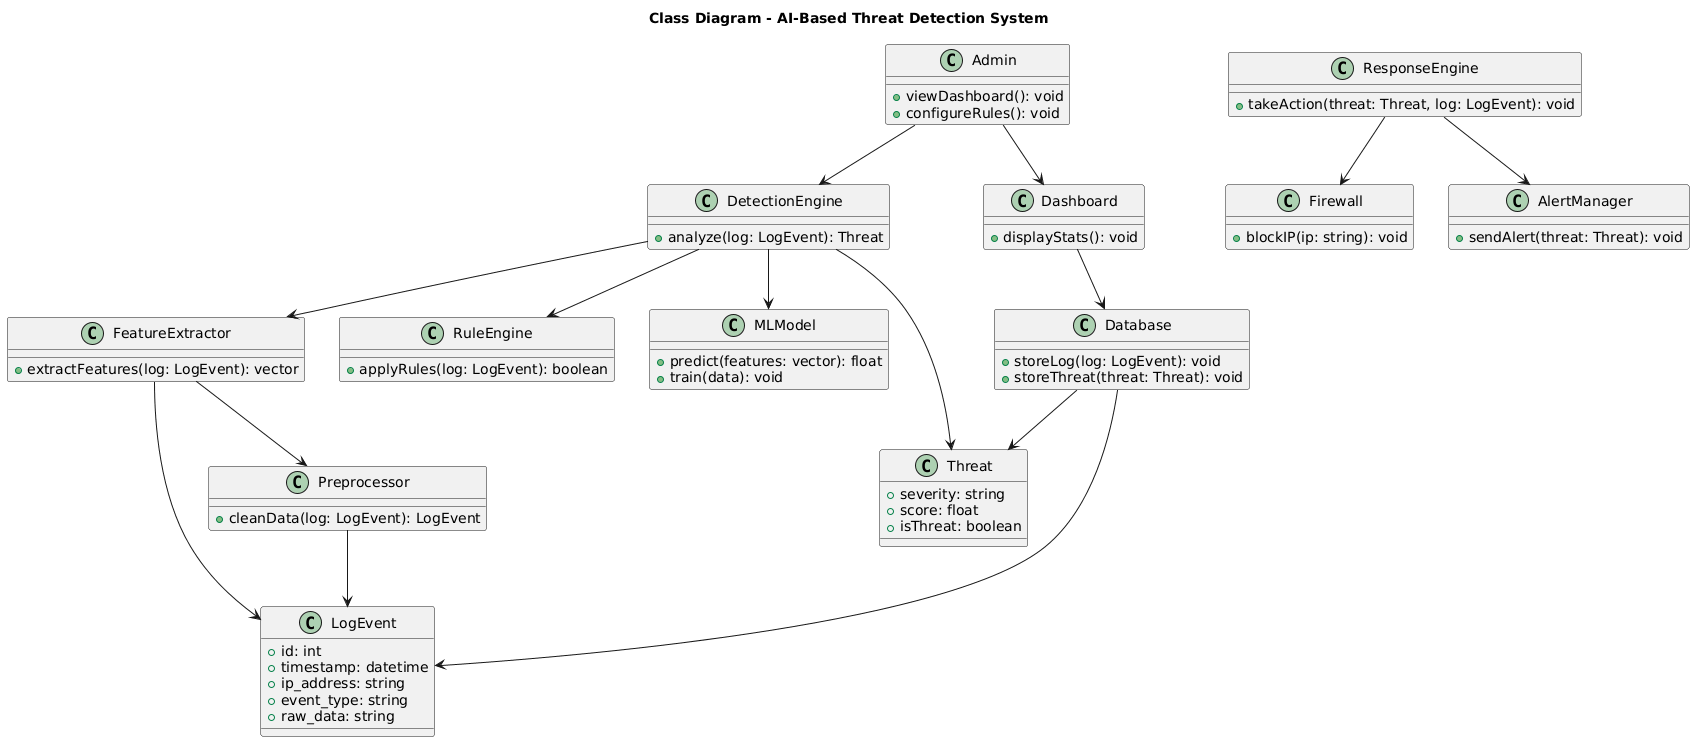 Class Diagram - AI-Based Threat Detection System
C Admin
viewDashboard(): void
configureRules(): void
C ResponseEngine
takeAction(threat: Threat, log: LogEvent): void
C DetectionEngine
analyze(log: LogEvent): Threat
C Dashboard
displayStats(): void
C Firewall
blockIP(ip: string): void
C AlertManager
sendAlert(threat: Threat): void
C FeatureExtractor
extractFeatures(log: LogEvent): vector
C RuleEngine
applyRules(log: LogEvent): boolean
C MLModel
predict(features: vector): float
train(data): void
C Database
storeLog(log: LogEvent): void
storeThreat(threat: Threat): void
C Preprocessor
cleanData(log: LogEvent): LogEvent
C Threat
severity: string
score: float
isThreat: boolean
C LogEvent
id: int
timestamp: datetime
ip_address: string
event_type: string
raw_data: string